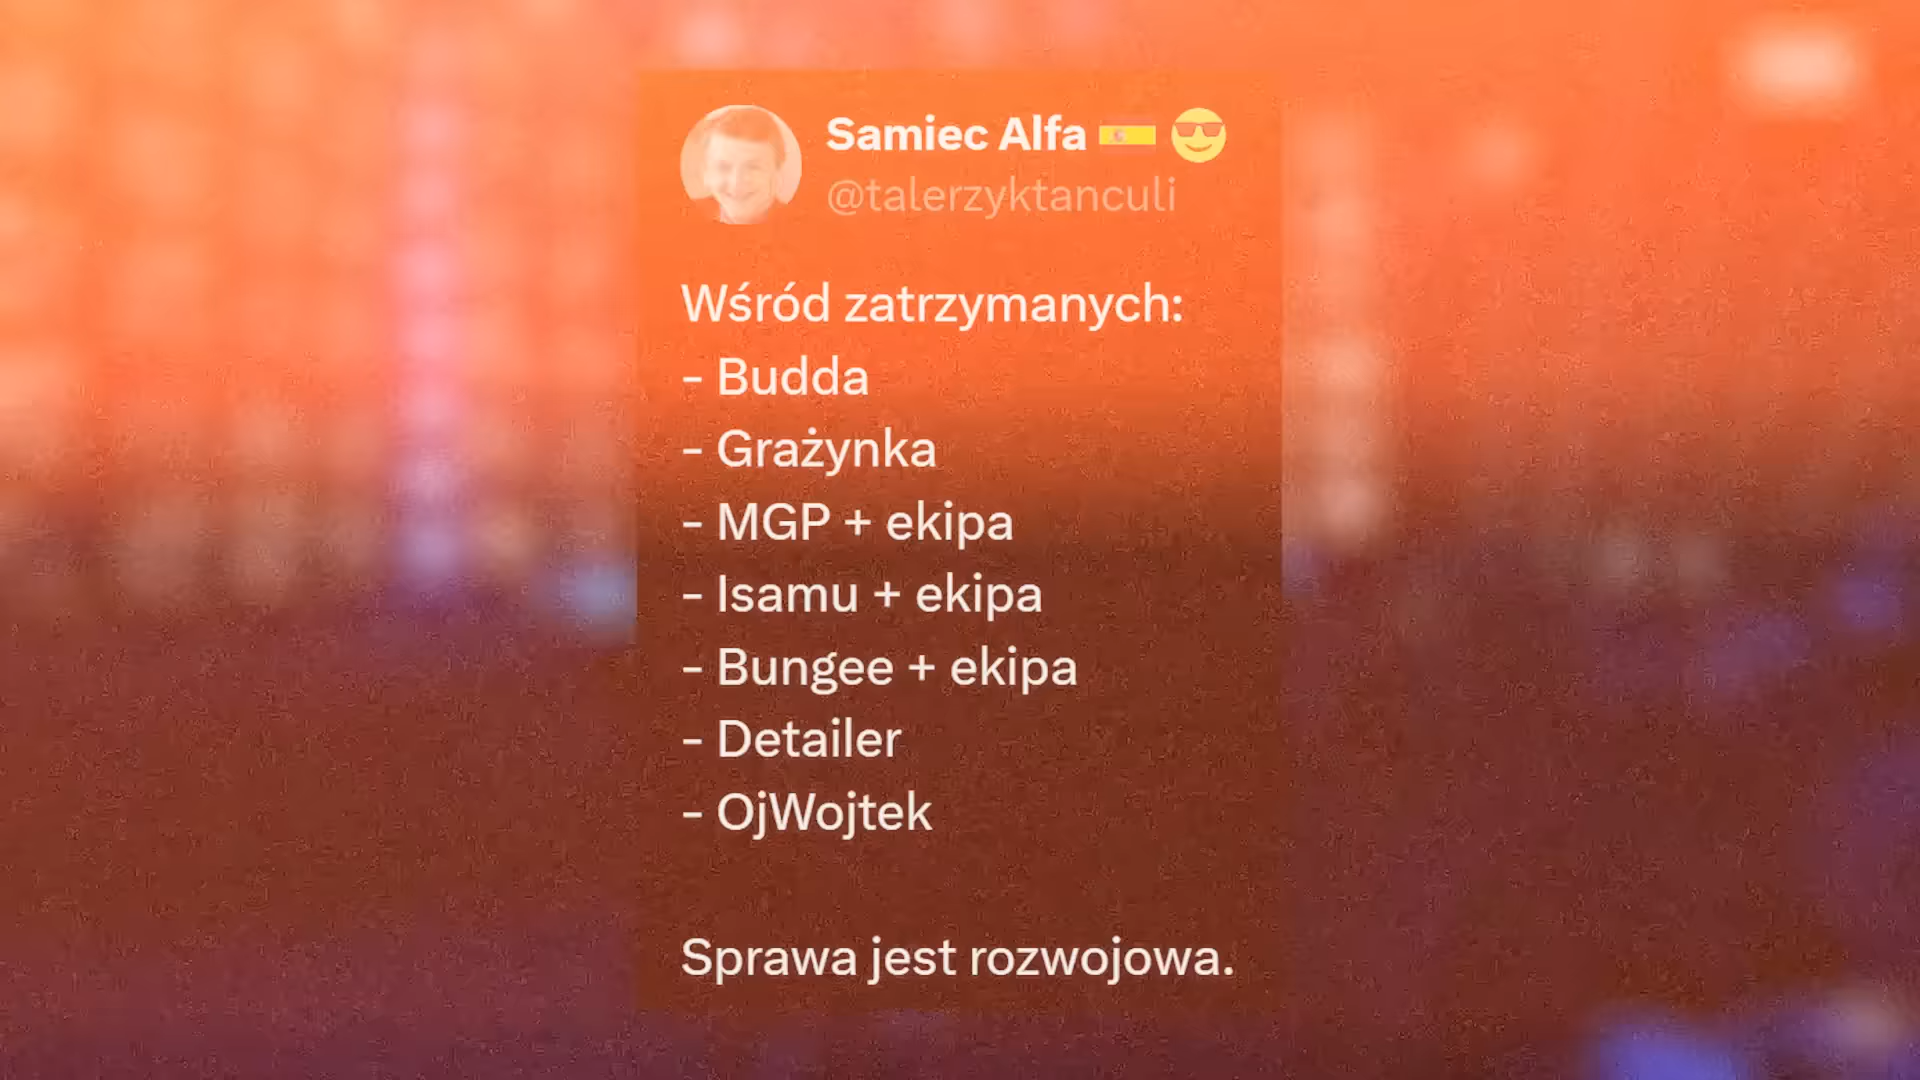 Samiec Alfa 🇪🇸 😎
@talerzyktanculi
Wśród zatrzymanych:
- Budda
- Grażynka
- MGP + ekipa
- Isamu + ekipa
- Bungee + ekipa
- Detailer
- OjWojtek
Sprawa jest rozwojowa.